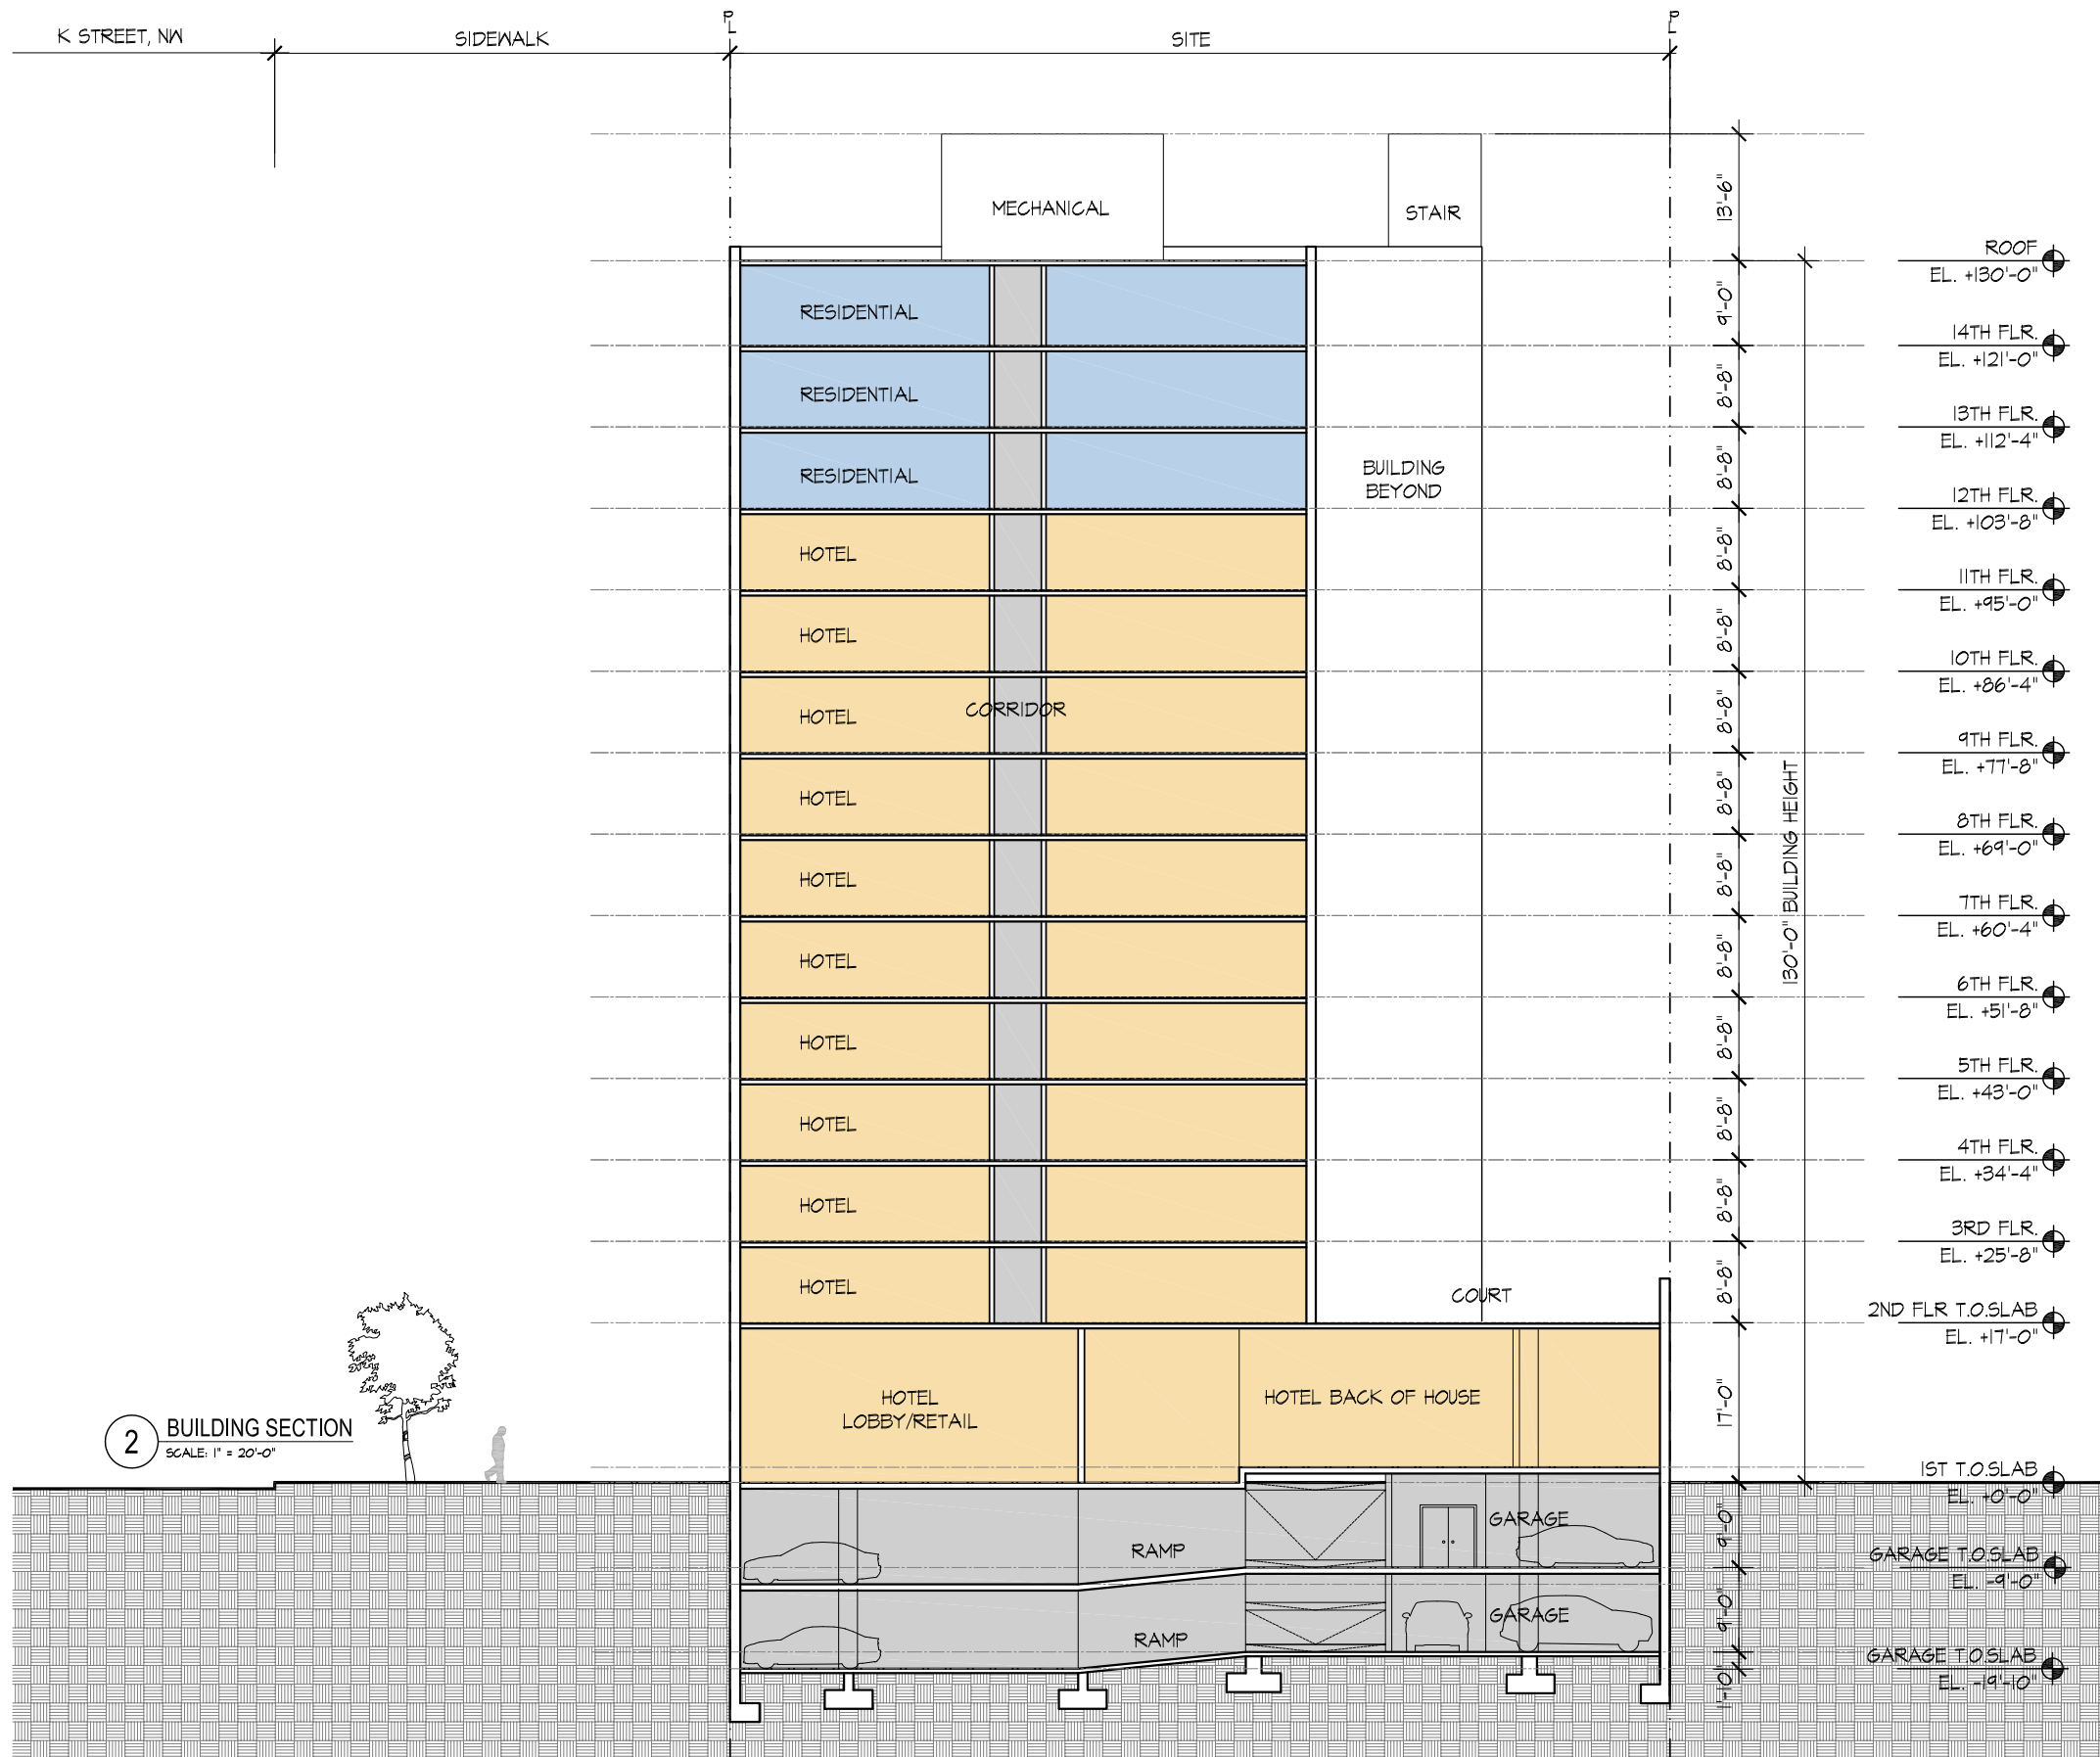 K STREET, NW
SIDEWALK
PL
SITE
PL
MECHANICAL
STAIR
13'-6"
ROOF
EL. +130'-0"
RESIDENTIAL
9'-0"
14TH FLR.
EL. +121'-0"
RESIDENTIAL
8'-8"
13TH FLR.
EL. +112'-4"
RESIDENTIAL
BUILDING
BEYOND
8'-8"
12TH FLR.
EL. +103'-8"
HOTEL
8'-8"
11TH FLR.
EL. +95'-0"
HOTEL
8'-8"
10TH FLR.
EL. +86'-4"
HOTEL
CORRIDOR
8'-8"
9TH FLR.
EL. +77'-8"
HOTEL
8'-8"
130'-0" BUILDING HEIGHT
8TH FLR.
EL. +69'-0"
HOTEL
8'-8"
7TH FLR.
EL. +60'-4"
HOTEL
8'-8"
6TH FLR.
EL. +51'-8"
HOTEL
8'-8"
5TH FLR.
EL. +43'-0"
HOTEL
8'-8"
4TH FLR.
EL. +34'-4"
HOTEL
8'-8"
3RD FLR.
EL. +25'-8"
HOTEL
COURT
8'-8"
2ND FLR T.O.SLAB
EL. +17'-0"
HOTEL
LOBBY/RETAIL
HOTEL BACK OF HOUSE
17'-0"
2
BUILDING SECTION
SCALE: 1" = 20'-0"
1ST T.O.SLAB
EL. +0'-0"
RAMP
GARAGE
9'-0"
GARAGE T.O.SLAB
EL. -9'-0"
RAMP
GARAGE
9'-0"
GARAGE T.O.SLAB
EL. -19'-10"
1'-10"